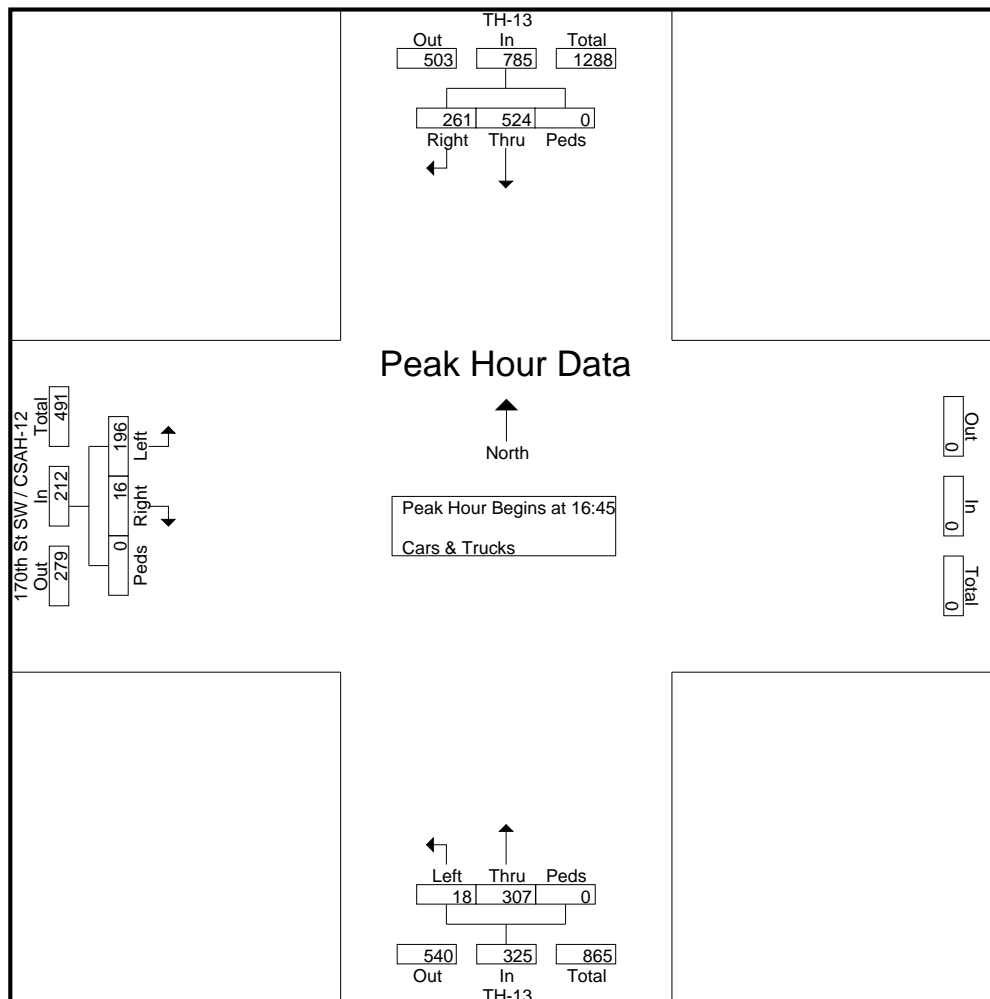 TH-13
Out In Total
503 785 1288
261 524 0
Right Thru Peds
Peak Hour Data
North
Peak Hour Begins at 16:45
Cars & Trucks
170th St SW / CSAH-12
Out In Total
279 212 491
0 16 196
Peds Right Left
Out In Total
0 0 0
Left Thru Peds
18 307 0
540 325 865
Out In Total
TH-13